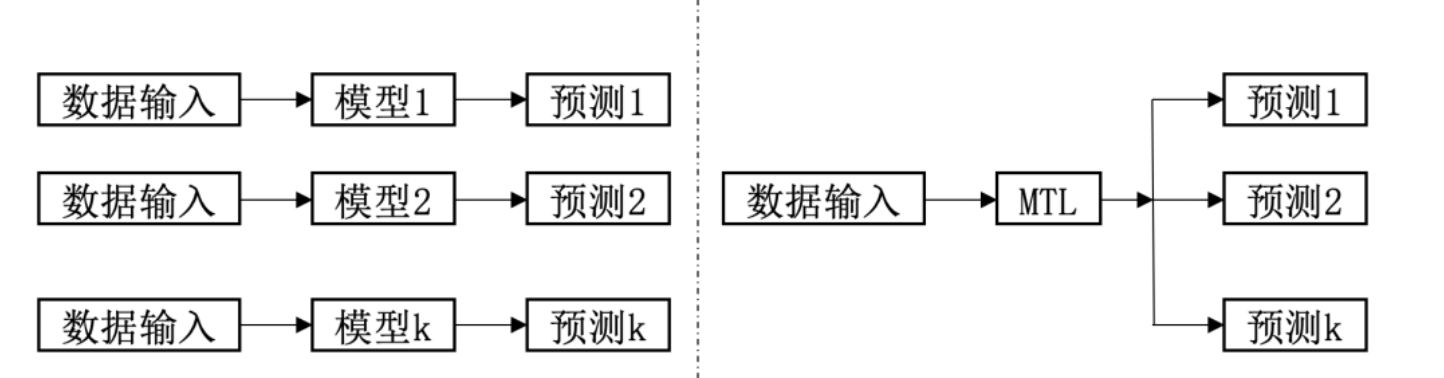 数据输入 模型1 预测1
数据输入 模型2 预测2
数据输入 模型k 预测k
预测1
数据输入 MTL 预测2
预测k